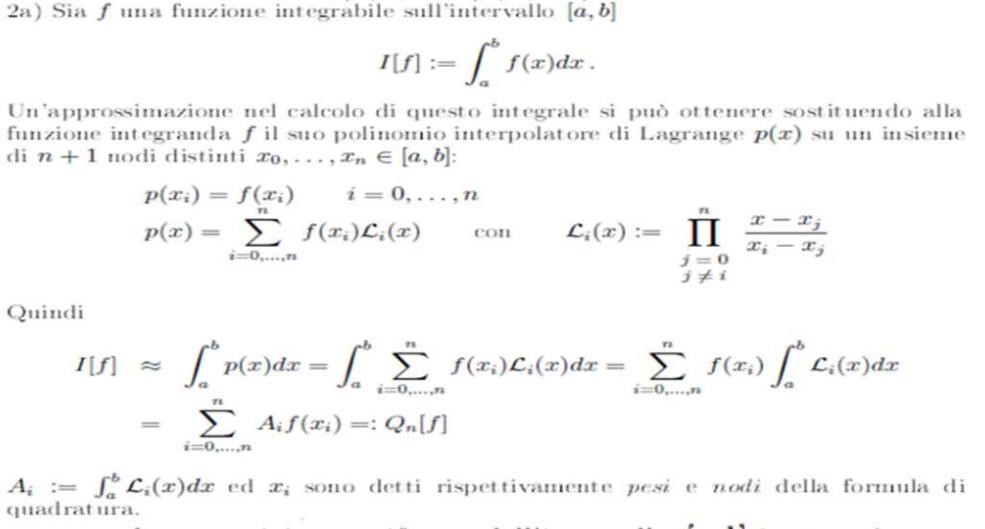 2a) Sia f una funzione integrabile sull'intervallo [a, b]
I[f] := ∫_a^b f(x)dx .
Un'approssimazione nel calcolo di questo integrale si può ottenere sostituendo alla
funzione integranda f il suo polinomio interpolatore di Lagrange p(x) su un insieme
di n + 1 nodi distinti x_0, . . . , x_n ∈ [a, b]:
p(x_i) = f(x_i) i = 0, . . . , n
p(x) = ∑_{i=0,...,n}^n f(x_i)ℒ_i(x) con ℒ_i(x) := ∏_{j = 0, j ≠ i}^n (x − x_j)/(x_i − x_j)
Quindi
I[f] ≈ ∫_a^b p(x)dx = ∫_a^b ∑_{i=0,...,n}^n f(x_i)ℒ_i(x)dx = ∑_{i=0,...,n}^n f(x_i) ∫_a^b ℒ_i(x)dx
= ∑_{i=0,...,n}^n A_i f(x_i) =: Q_n[f]
A_i := ∫_a^b ℒ_i(x)dx ed x_i sono detti rispettivamente pesi e nodi della formula di
quadratura.